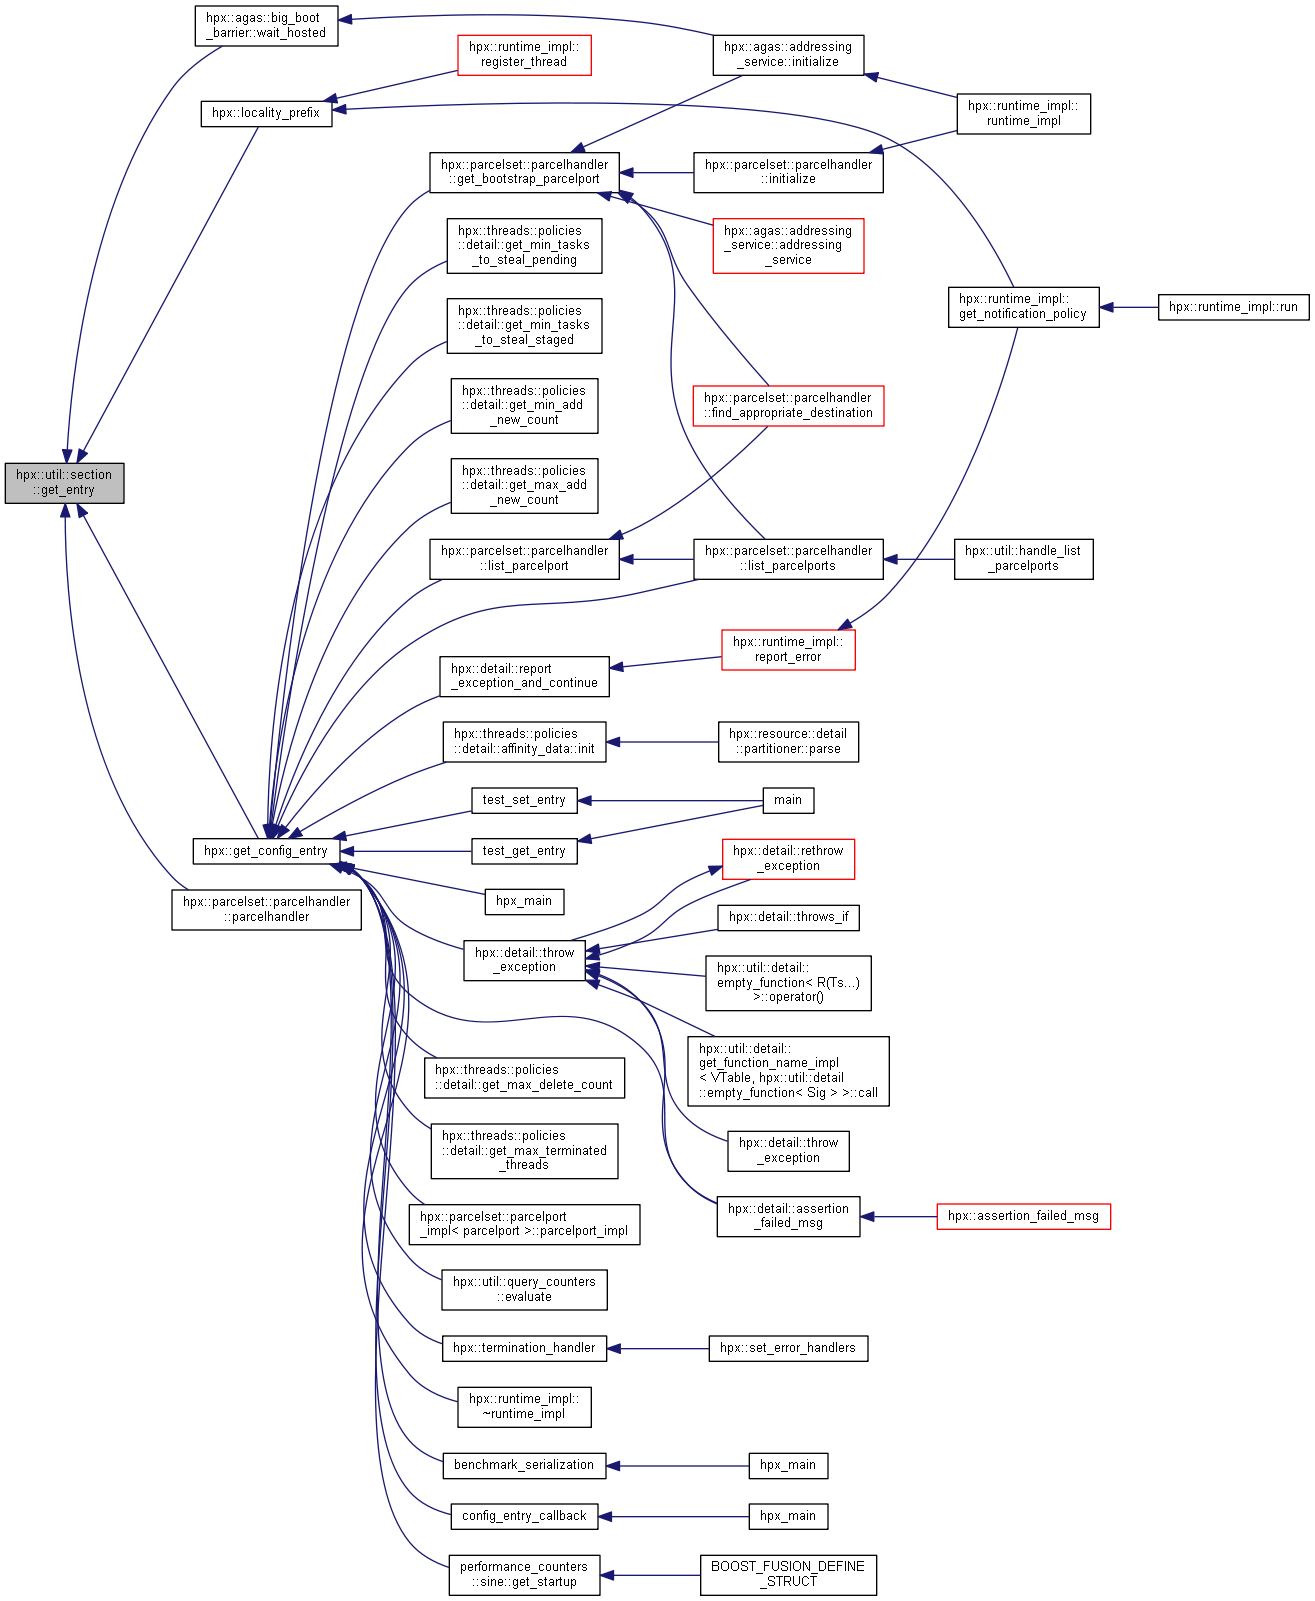 hpx::agas::big_boot
_barrier::wait_hosted
hpx::agas::addressing
_service::initialize
hpx::runtime_impl::
register_thread
hpx::locality_prefix
hpx::runtime_impl::
runtime_impl
hpx::parcelset::parcelhandler
::get_bootstrap_parcelport
hpx::parcelset::parcelhandler
::initialize
hpx::threads::policies
::detail::get_min_tasks
_to_steal_pending
hpx::agas::addressing
_service::addressing
_service
hpx::runtime_impl::
get_notification_policy
hpx::runtime_impl::run
hpx::threads::policies
::detail::get_min_tasks
_to_steal_staged
hpx::threads::policies
::detail::get_min_add
_new_count
hpx::parcelset::parcelhandler
::find_appropriate_destination
hpx::util::section
::get_entry
hpx::threads::policies
::detail::get_max_add
_new_count
hpx::parcelset::parcelhandler
::list_parcelport
hpx::parcelset::parcelhandler
::list_parcelports
hpx::util::handle_list
_parcelports
hpx::runtime_impl::
report_error
hpx::detail::report
_exception_and_continue
hpx::threads::policies
::detail::affinity_data::init
hpx::resource::detail
::partitioner::parse
test_set_entry
main
hpx::get_config_entry
test_get_entry
hpx::detail::rethrow
_exception
hpx::parcelset::parcelhandler
::parcelhandler
hpx_main
hpx::detail::throws_if
hpx::detail::throw
_exception
hpx::util::detail::
empty_function< R(Ts...)
>::operator()
hpx::util::detail::
get_function_name_impl
< VTable, hpx::util::detail
::empty_function< Sig > >::call
hpx::threads::policies
::detail::get_max_delete_count
hpx::threads::policies
::detail::get_max_terminated
_threads
hpx::detail::throw
_exception
hpx::parcelset::parcelport
_impl< parcelport >::parcelport_impl
hpx::detail::assertion
_failed_msg
hpx::assertion_failed_msg
hpx::util::query_counters
::evaluate
hpx::termination_handler
hpx::set_error_handlers
hpx::runtime_impl::
~runtime_impl
benchmark_serialization
hpx_main
config_entry_callback
hpx_main
performance_counters
::sine::get_startup
BOOST_FUSION_DEFINE
_STRUCT